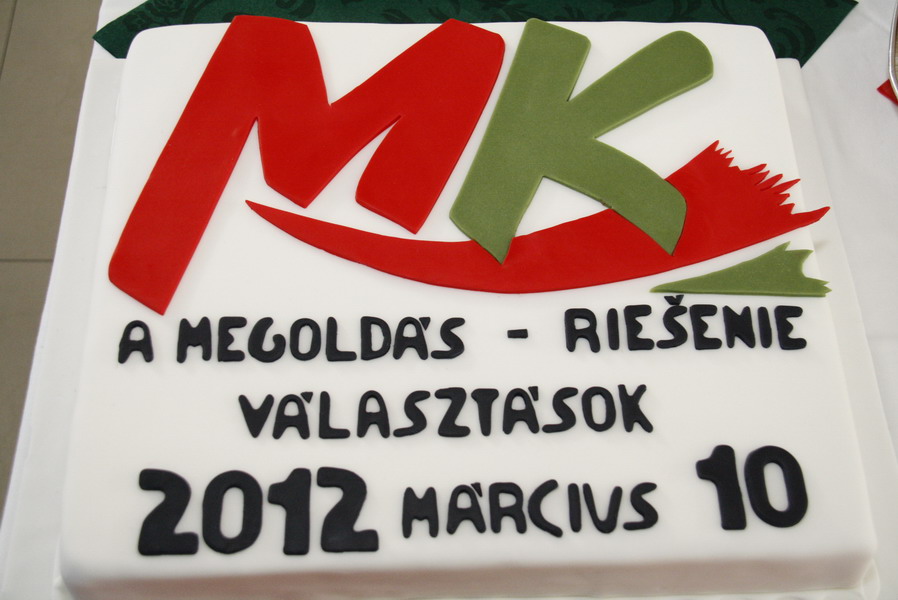 MK
A MEGOLDÁS - RIEŠENIE
VÁLASZTÁSOK
2012 MÁRCIUS 10